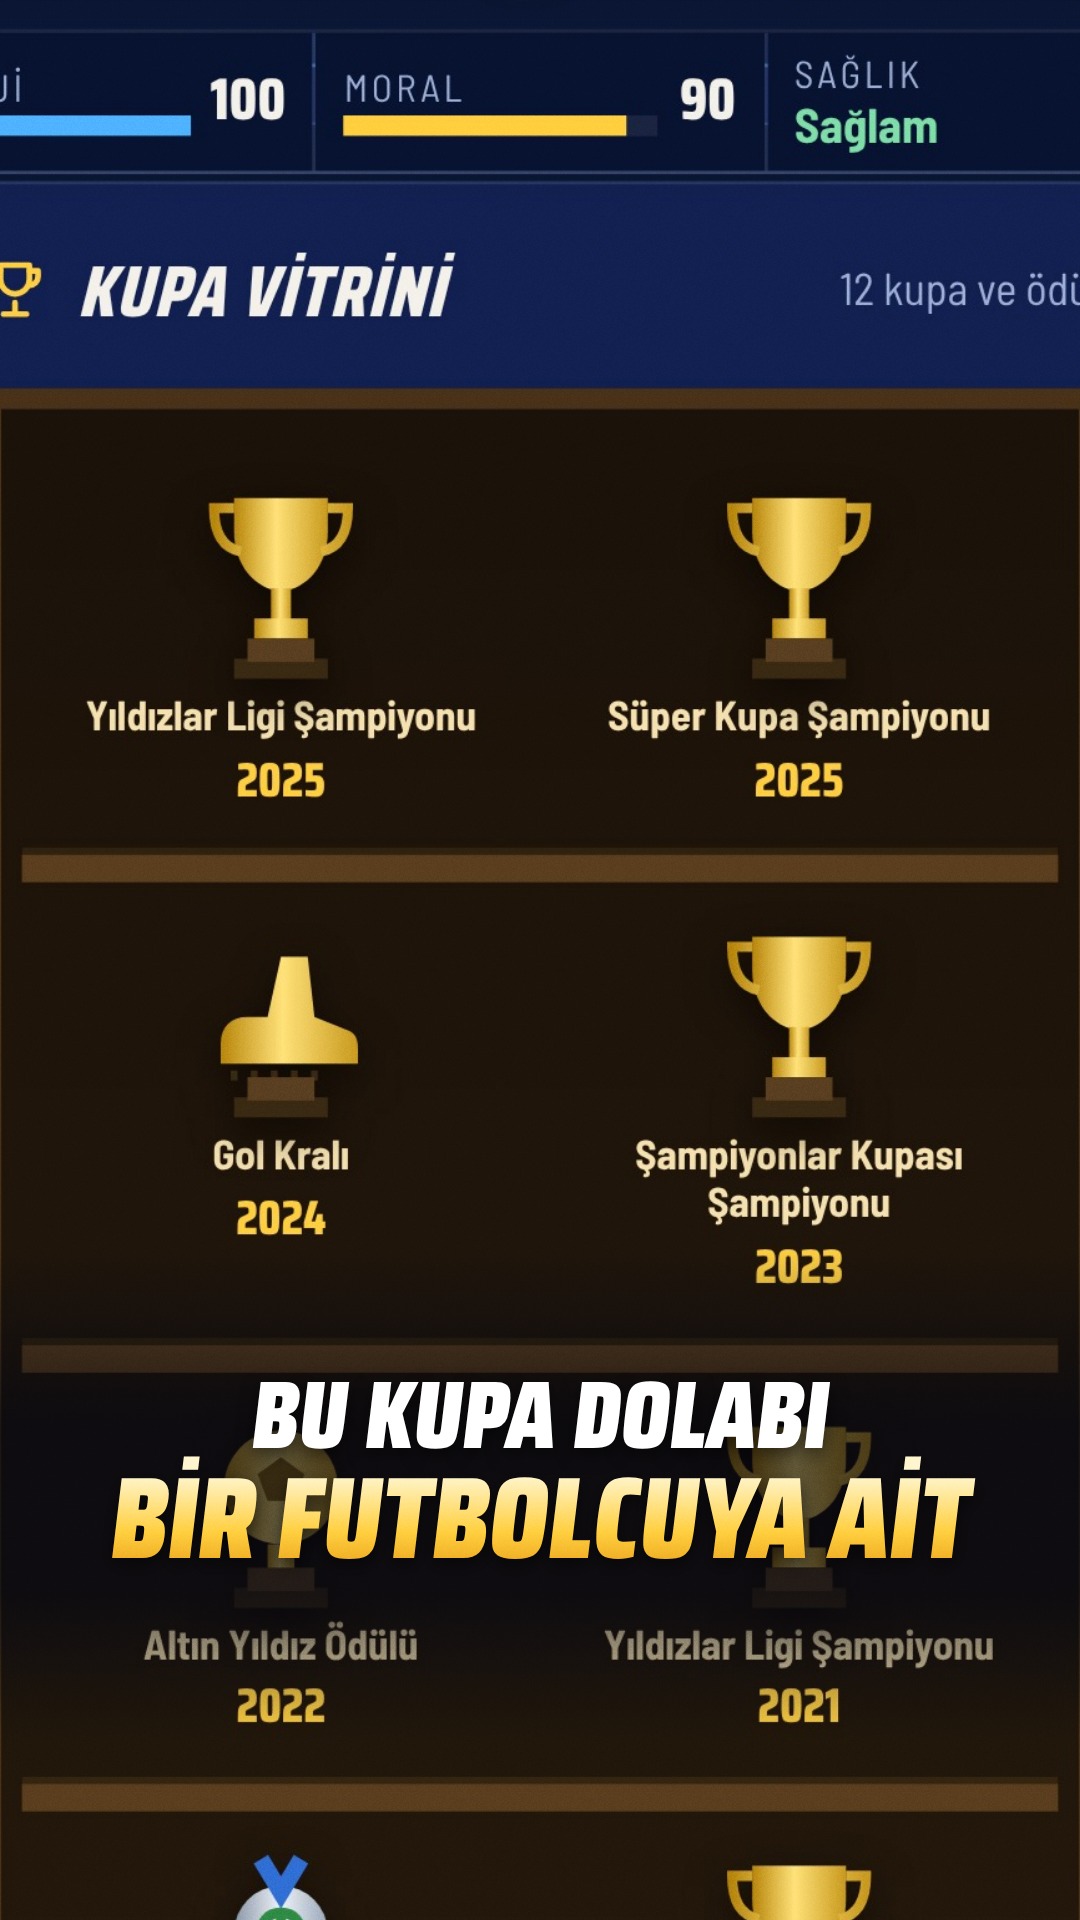 100
MORAL
90
SAĞLIK
Sağlam
KUPA VİTRİNİ
12 kupa ve
Yıldızlar Ligi Şampiyonu
2025
Süper Kupa Şampiyonu
2025
Gol Kralı
2024
Şampiyonlar Kupası
Şampiyonu
2023
BU KUPA DOLABI
BİR FUTBOLCUYA AİT
Altın Yıldız Ödülü
2022
Yıldızlar Ligi Şampiyonu
2021